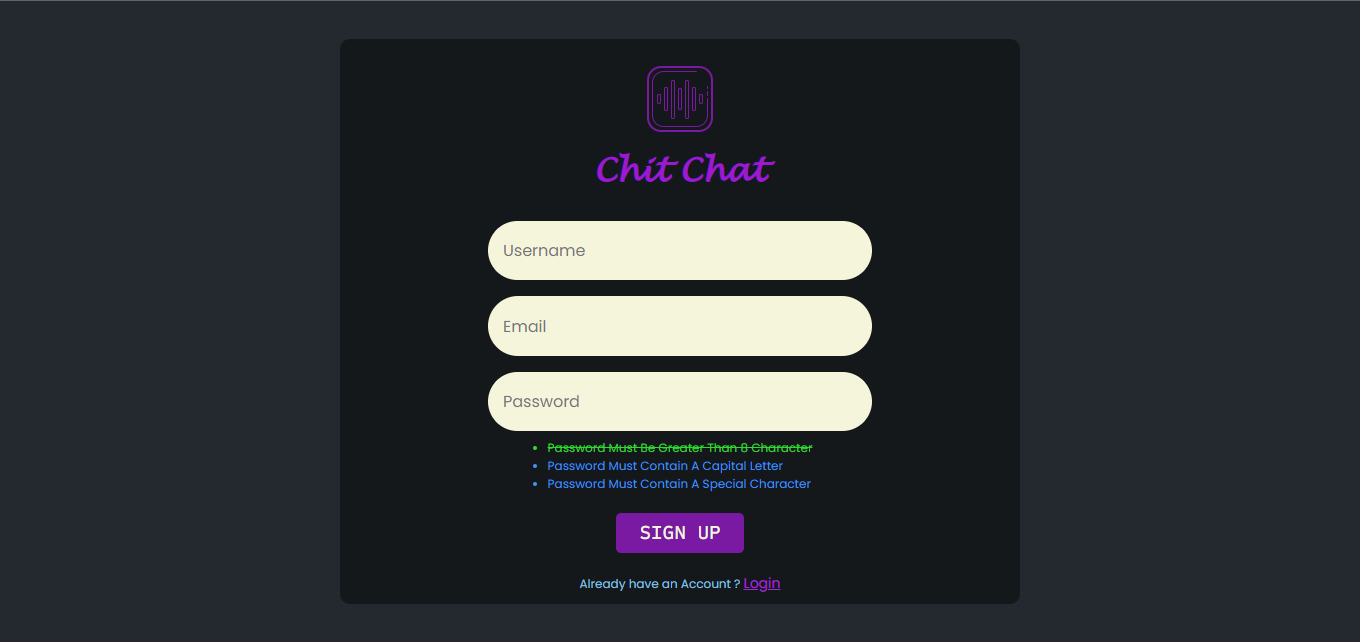 Chit Chat
Username
Email
Password
Password Must Be Greater Than 8 Character
Password Must Contain A Capital Letter
Password Must Contain A Special Character
SIGN UP
Already have an Account ? Login